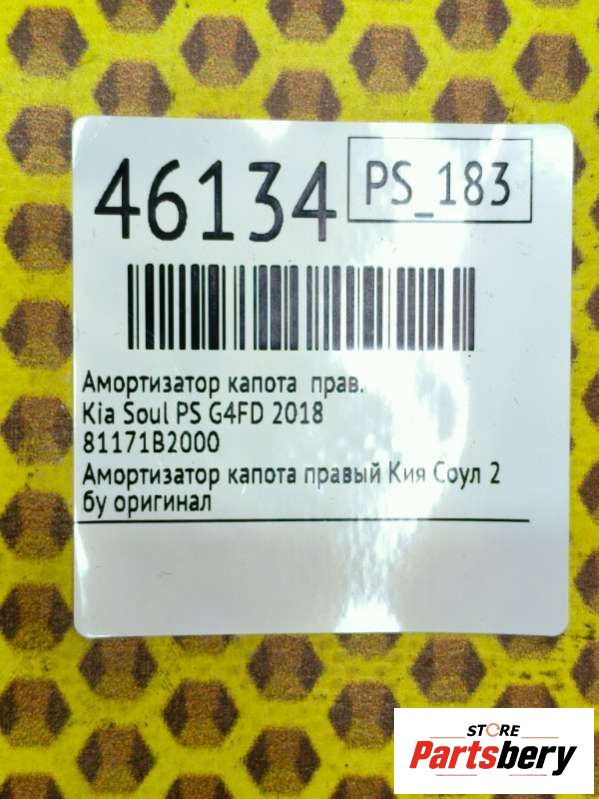 46134
PS_183
Амортизатор капота прав.
Kia Soul PS G4FD 2018
81171B2000
Амортизатор капота правый Кия Соул 2
бу оригинал
STORE
Partsbery